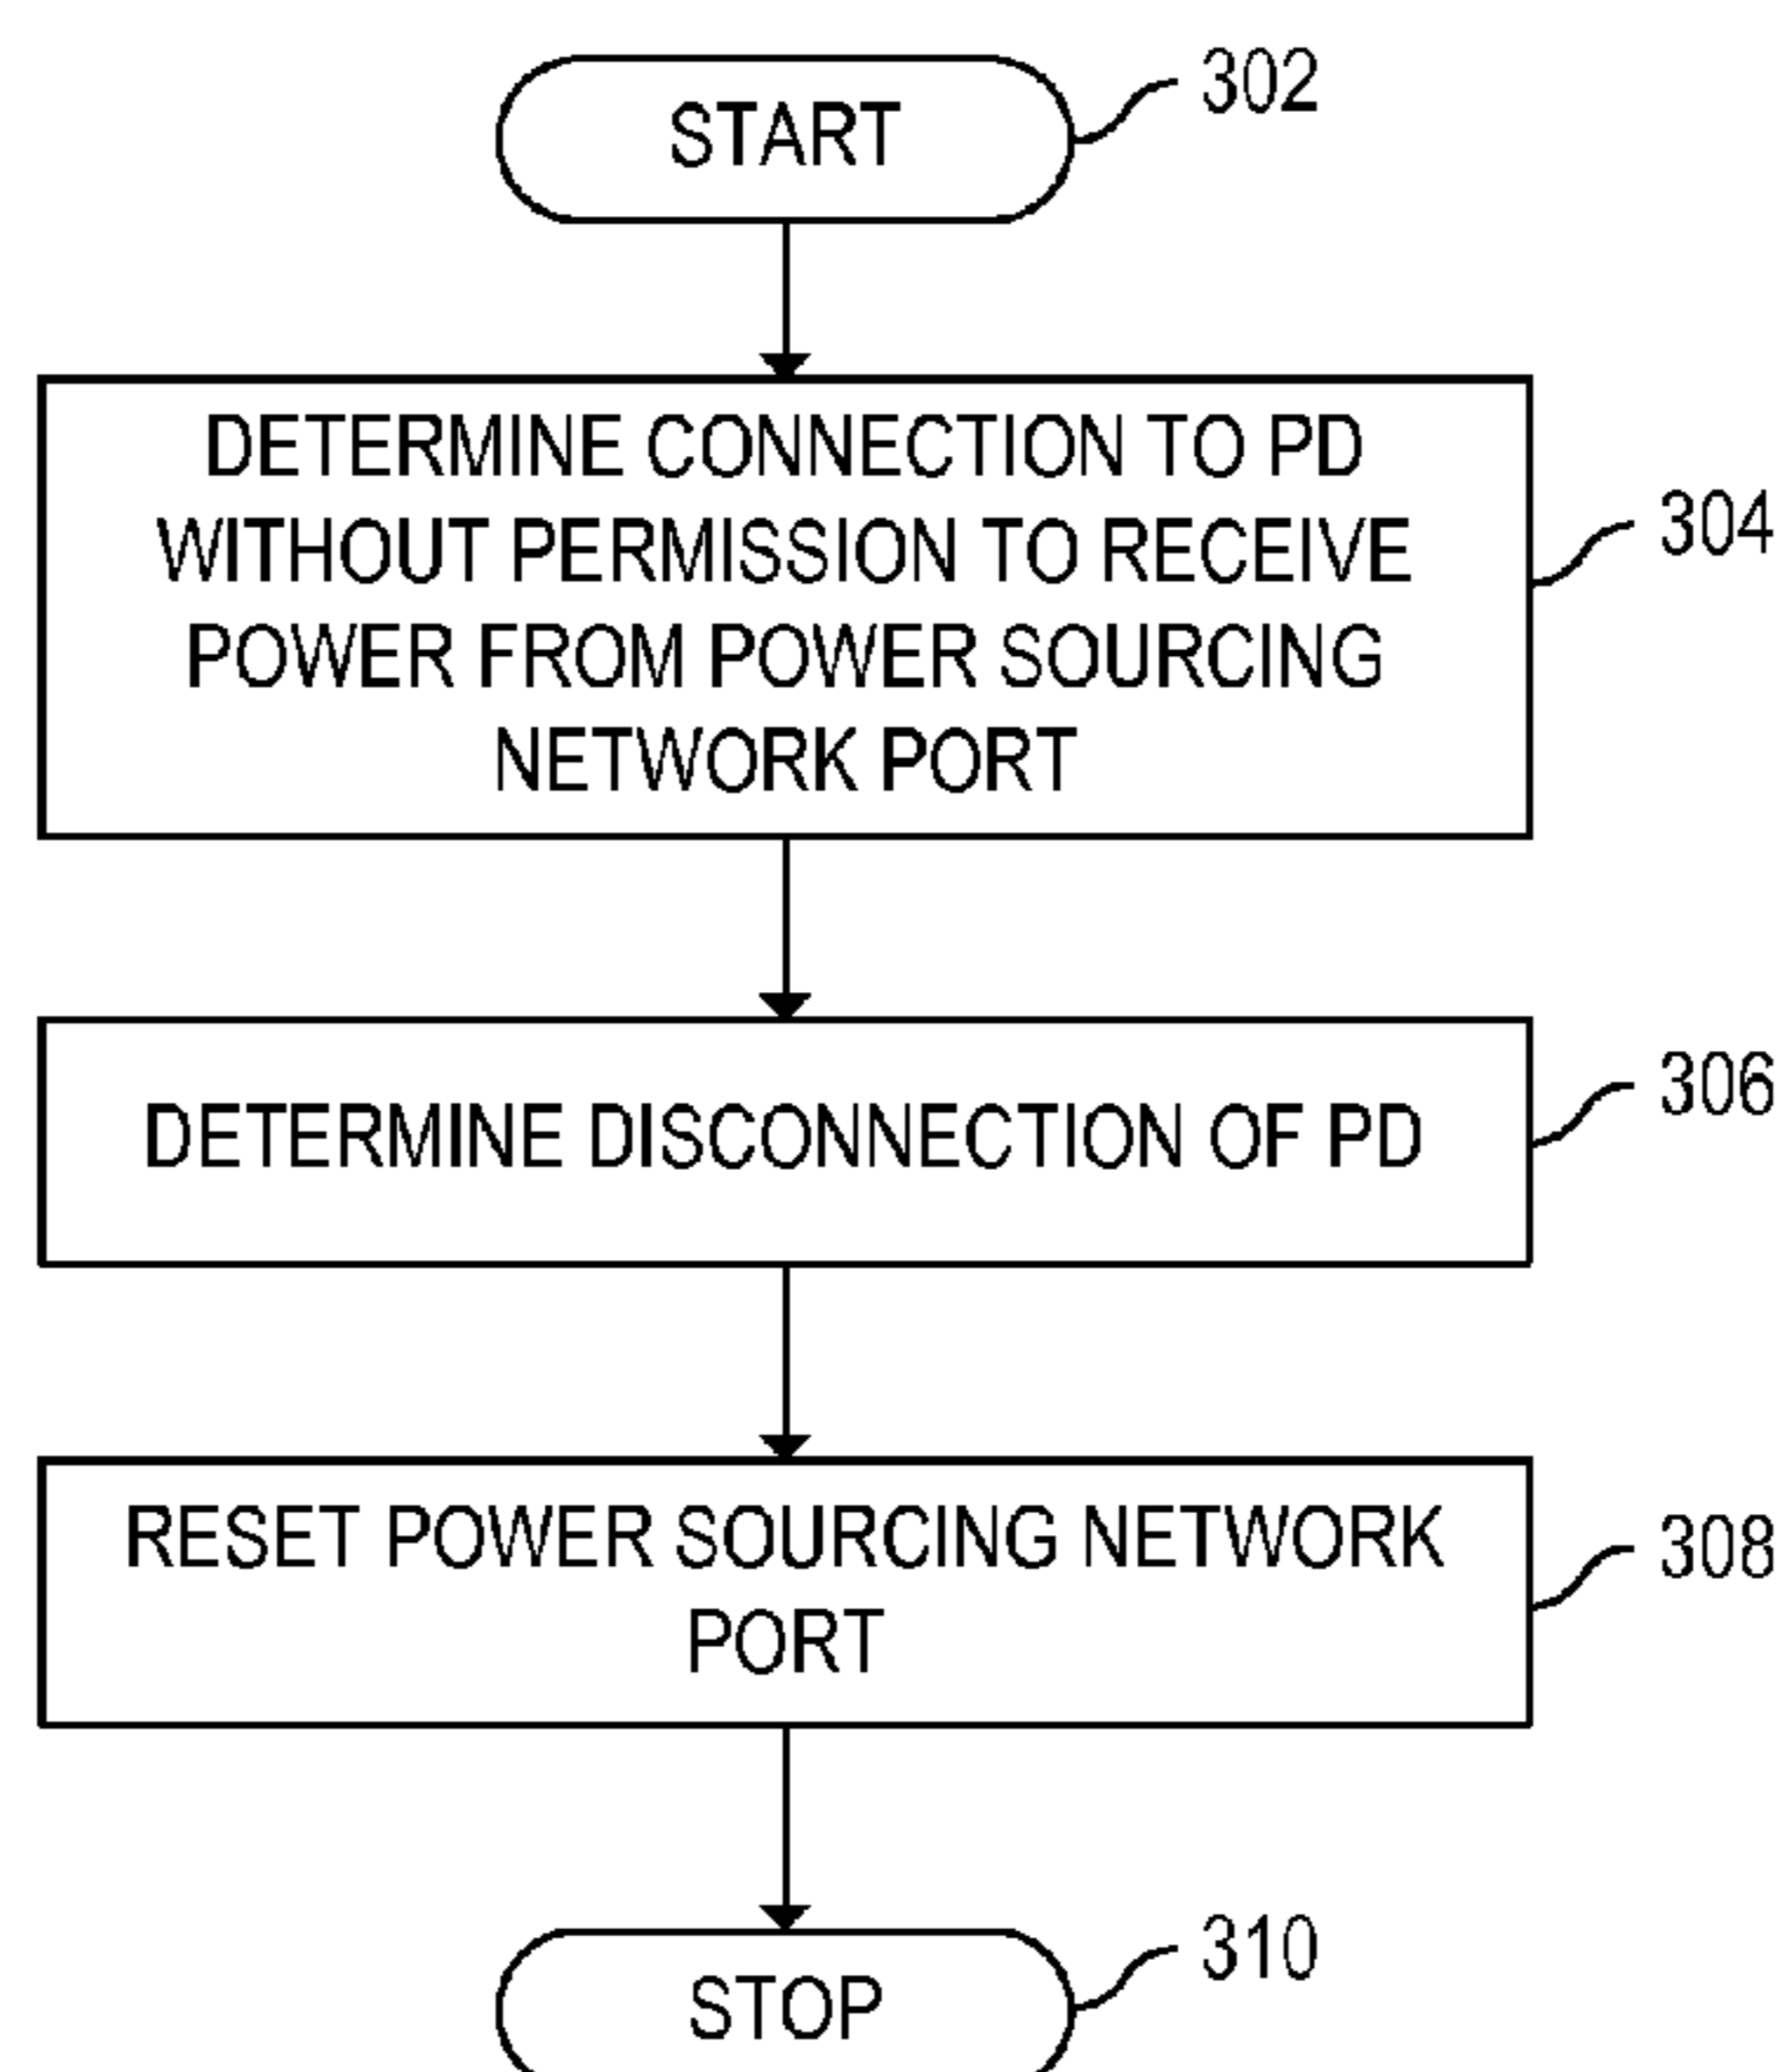 START
302
DETERMINE CONNECTION TO PD
WITHOUT PERMISSION TO RECEIVE
POWER FROM POWER SOURCING
NETWORK PORT
304
DETERMINE DISCONNECTION OF PD
306
RESET POWER SOURCING NETWORK
PORT
308
STOP
310